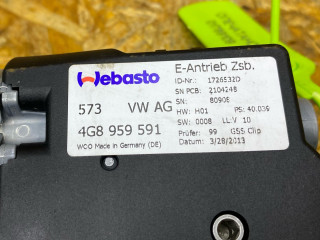 Webasto
E-Antrieb Zsb.
ID-Nr.: 1726532D
SN PCB: 2104248
573 VW AG
SN: 80908
HW: H01 PS: 40.039
4G8 959 591
SW: 0008 LL:V 10
WCO Made in Germany (DE)
Prüfer: 99 GSS Clip
Datum: 3/28/2013